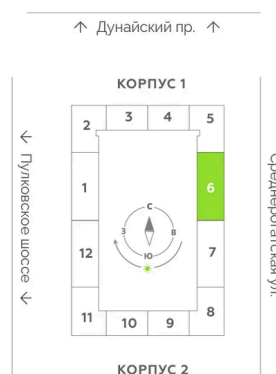 ↑ Дунайский пр. ↑
КОРПУС 1
2 3 4 5
1 6
12 7
11 10 9 8
С
З В
Ю
← Пулковское шоссе →
Среднерогатская ул.
КОРПУС 2